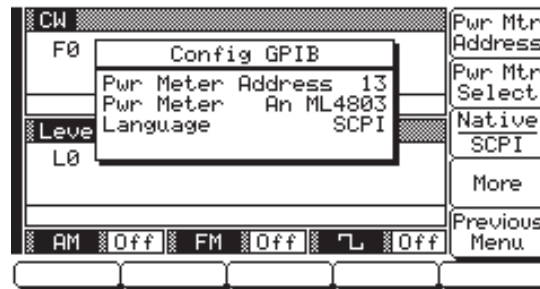 CW
F0
Config GPIB
Pwr Meter Address 13
Pwr Meter An ML4803
Language SCPI
Leve
L0
AM Off FM Off Off
Pwr Mtr
Address
Pwr Mtr
Select
Native
SCPI
More
Previous
Menu